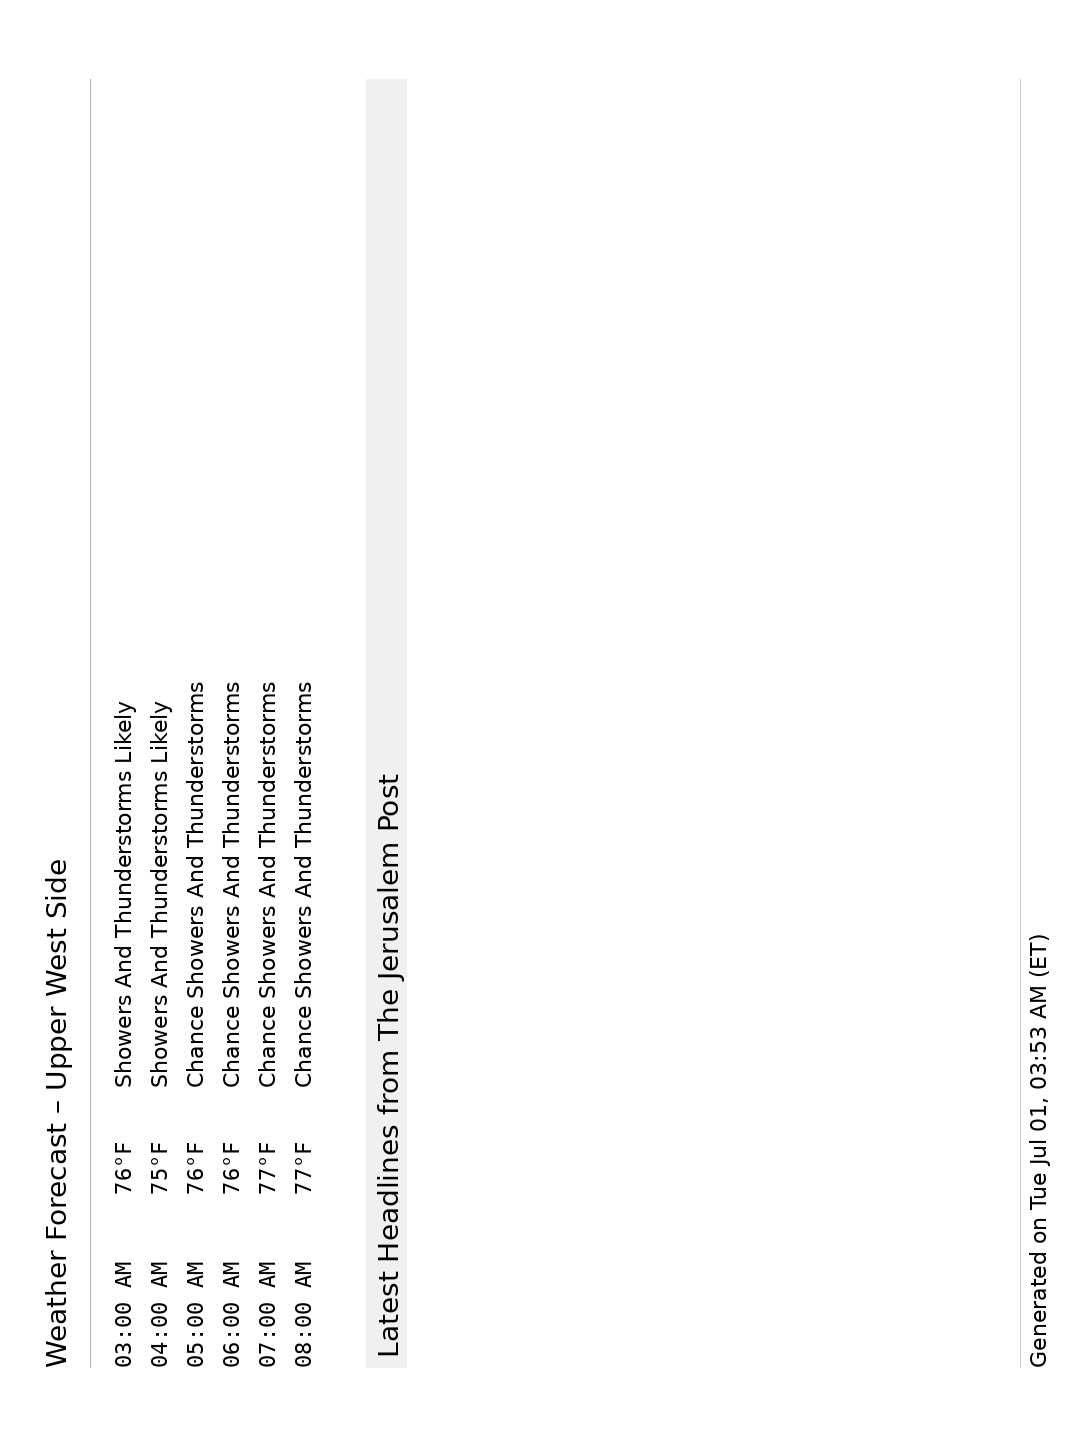 Weather Forecast – Upper West Side
03:00 AM 76°F Showers And Thunderstorms Likely
04:00 AM 75°F Showers And Thunderstorms Likely
05:00 AM 76°F Chance Showers And Thunderstorms
06:00 AM 76°F Chance Showers And Thunderstorms
07:00 AM 77°F Chance Showers And Thunderstorms
08:00 AM 77°F Chance Showers And Thunderstorms
Latest Headlines from The Jerusalem Post
Generated on Tue Jul 01, 03:53 AM (ET)